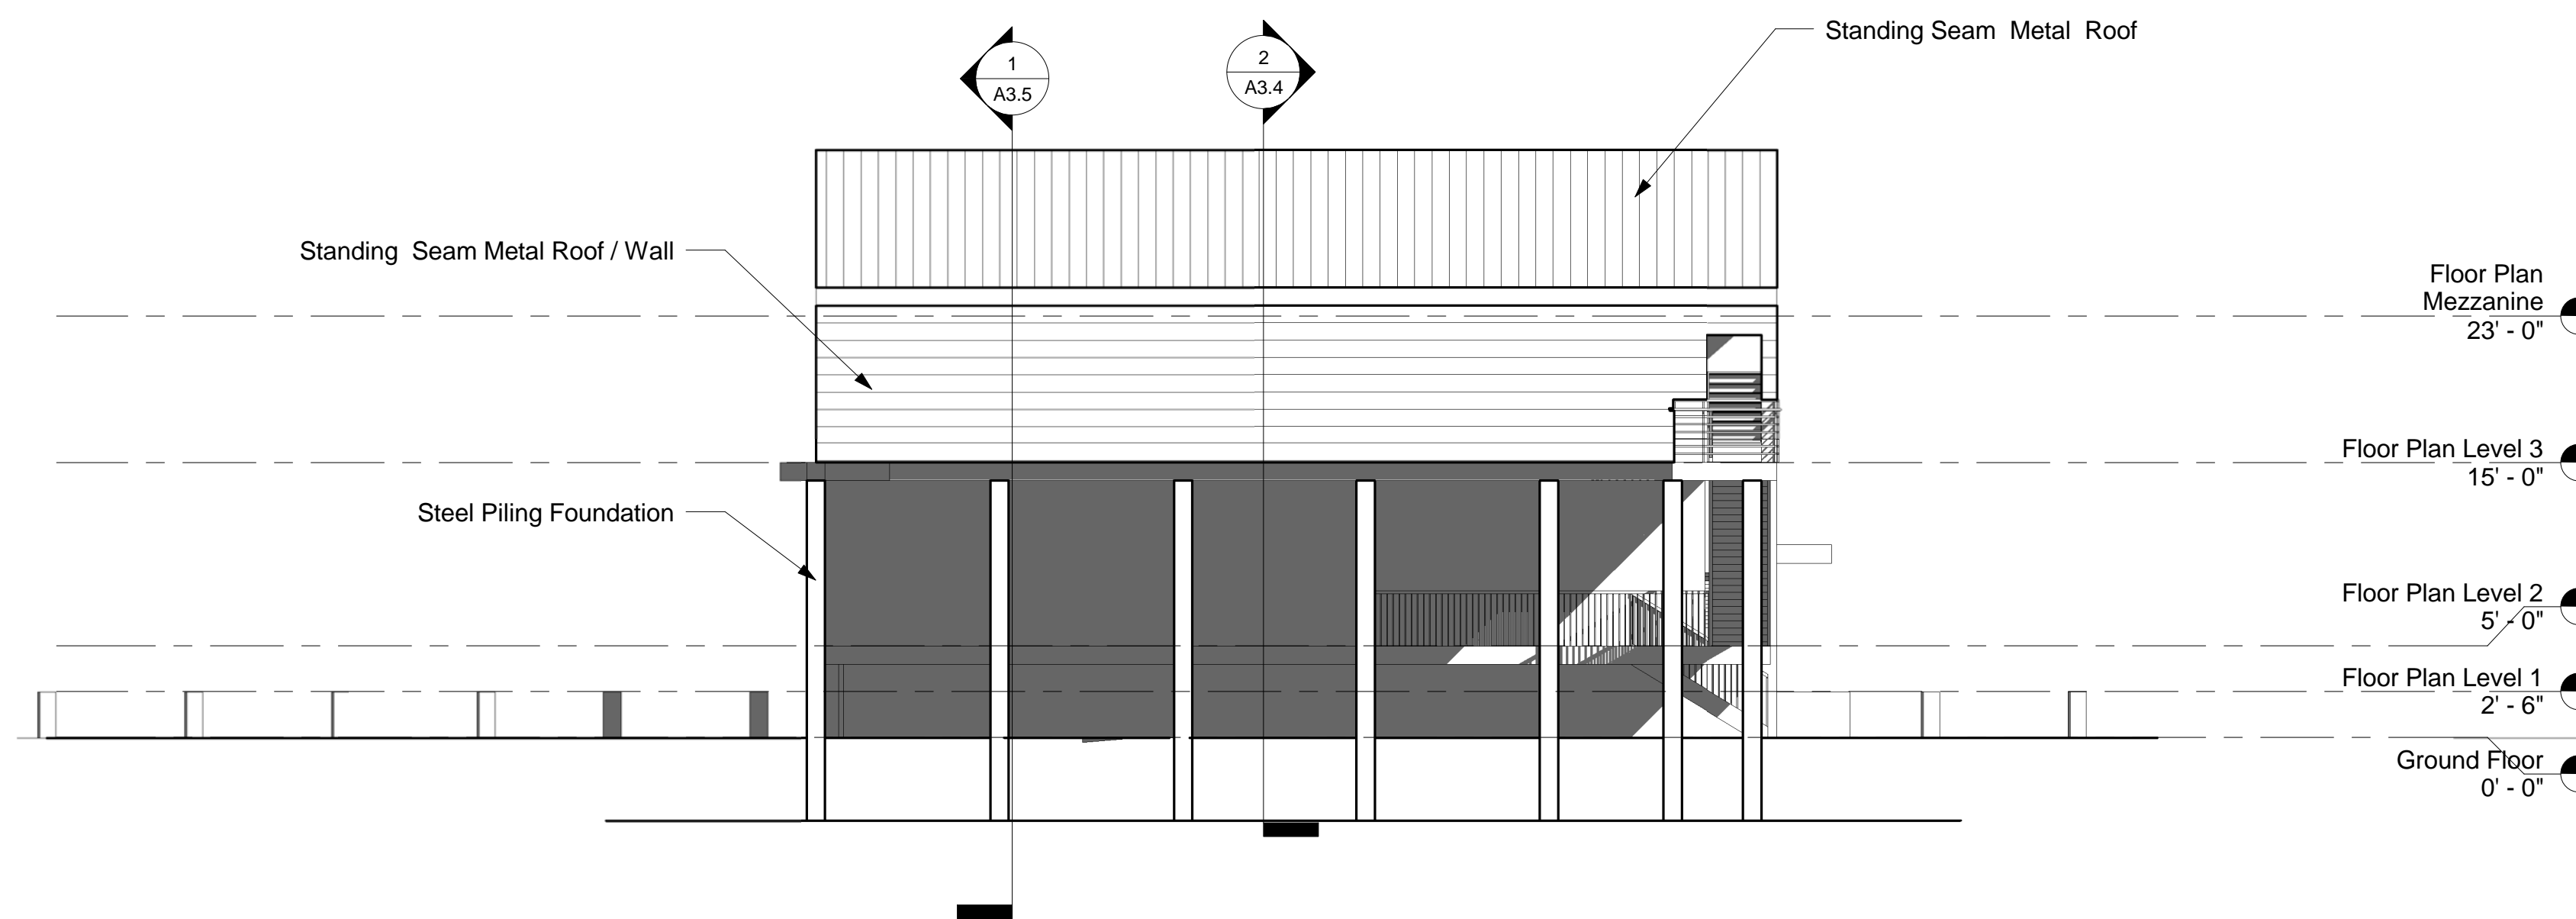 Standing Seam  Metal  Roof
1
A3.5
2
A3.4
Standing  Seam Metal Roof / Wall
Floor Plan
Mezzanine
23' - 0"
Floor Plan Level 3
15' - 0"
Steel Piling Foundation
Floor Plan Level 2
5' - 0"
Floor Plan Level 1
2' - 6"
Ground Floor
0' - 0"